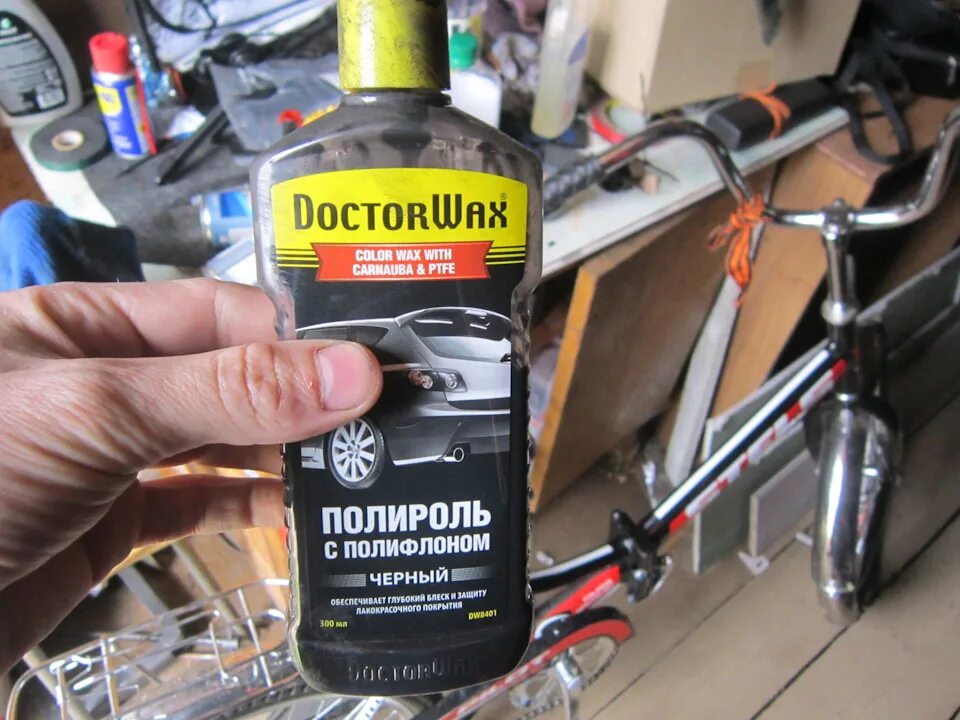 DOCTORWAX®
COLOR WAX WITH
CARNAUBA & PTFE
ПОЛИРОЛЬ
С ПОЛИФЛОНОМ
ЧЕРНЫЙ
ОБЕСПЕЧИВАЕТ ГЛУБОКИЙ БЛЕСК И ЗАЩИТУ
ЛАКОКРАСОЧНОГО ПОКРЫТИЯ
300 мл
DW8401
DOCTORWAX